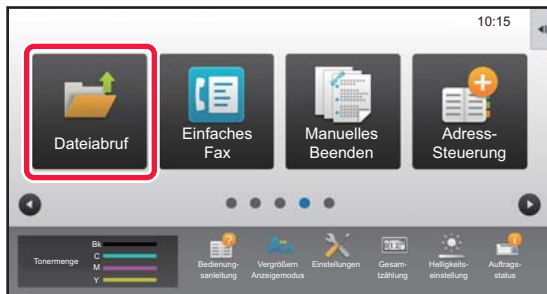 10:15
Dateiabruf
Einfaches
Fax
Manuelles
Beenden
Adress-
Steuerung
Tonermenge
Bk
C
M
Y
Bedienung-
sanleitung
Vergrößern
Anzeigemodus
Einstellungen
Gesam-
tzählung
Helligkeits-
einstellung
Auftrags-
status